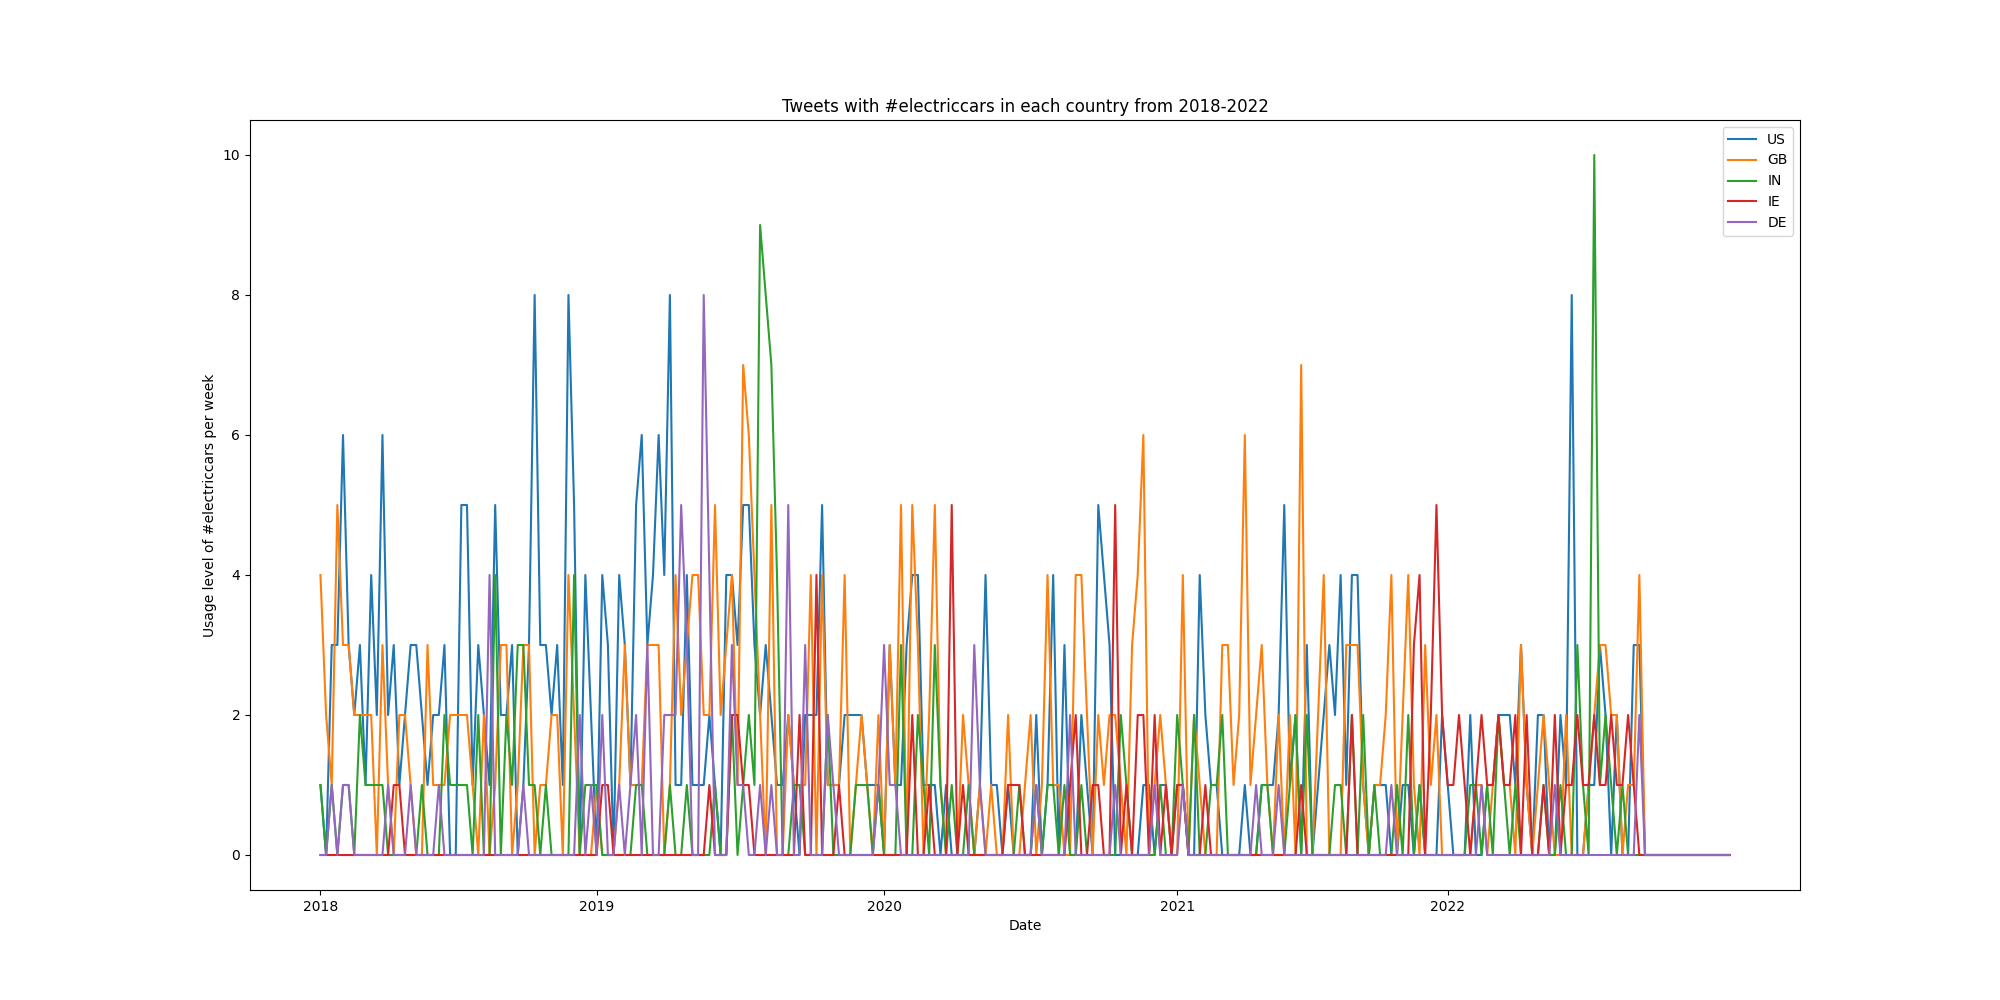 Tweets with #electriccars in each country from 2018-2022
US
GB
IN
IE
DE
Usage level of #electriccars per week
10
8
6
4
2
0
2018 2019 2020 2021 2022
Date